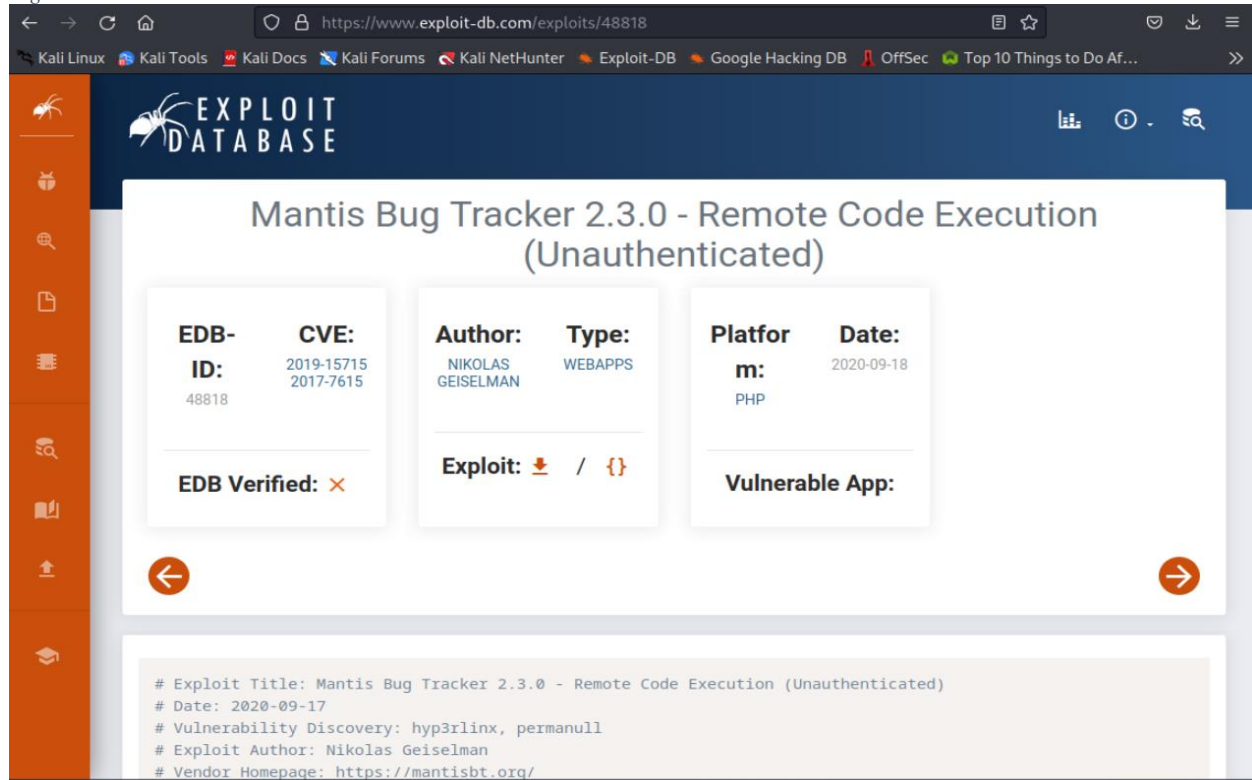 https://www.exploit-db.com/exploits/48818
Kali Linux Kali Tools Kali Docs Kali Forums Kali NetHunter Exploit-DB Google Hacking DB OffSec Top 10 Things to Do Af...
EXPLOIT
DATABASE
Mantis Bug Tracker 2.3.0 - Remote Code Execution
(Unauthenticated)
EDB-
ID:
48818
CVE:
2019-15715
2017-7615
EDB Verified:
Author:
NIKOLAS
GEISELMAN
Type:
WEBAPPS
Exploit: / {}
Platfor
m:
PHP
Date:
2020-09-18
Vulnerable App:
# Exploit Title: Mantis Bug Tracker 2.3.0 - Remote Code Execution (Unauthenticated)
# Date: 2020-09-17
# Vulnerability Discovery: hyp3rlinx, permanull
# Exploit Author: Nikolas Geiselman
# Vendor Homepage: https://mantisbt.org/